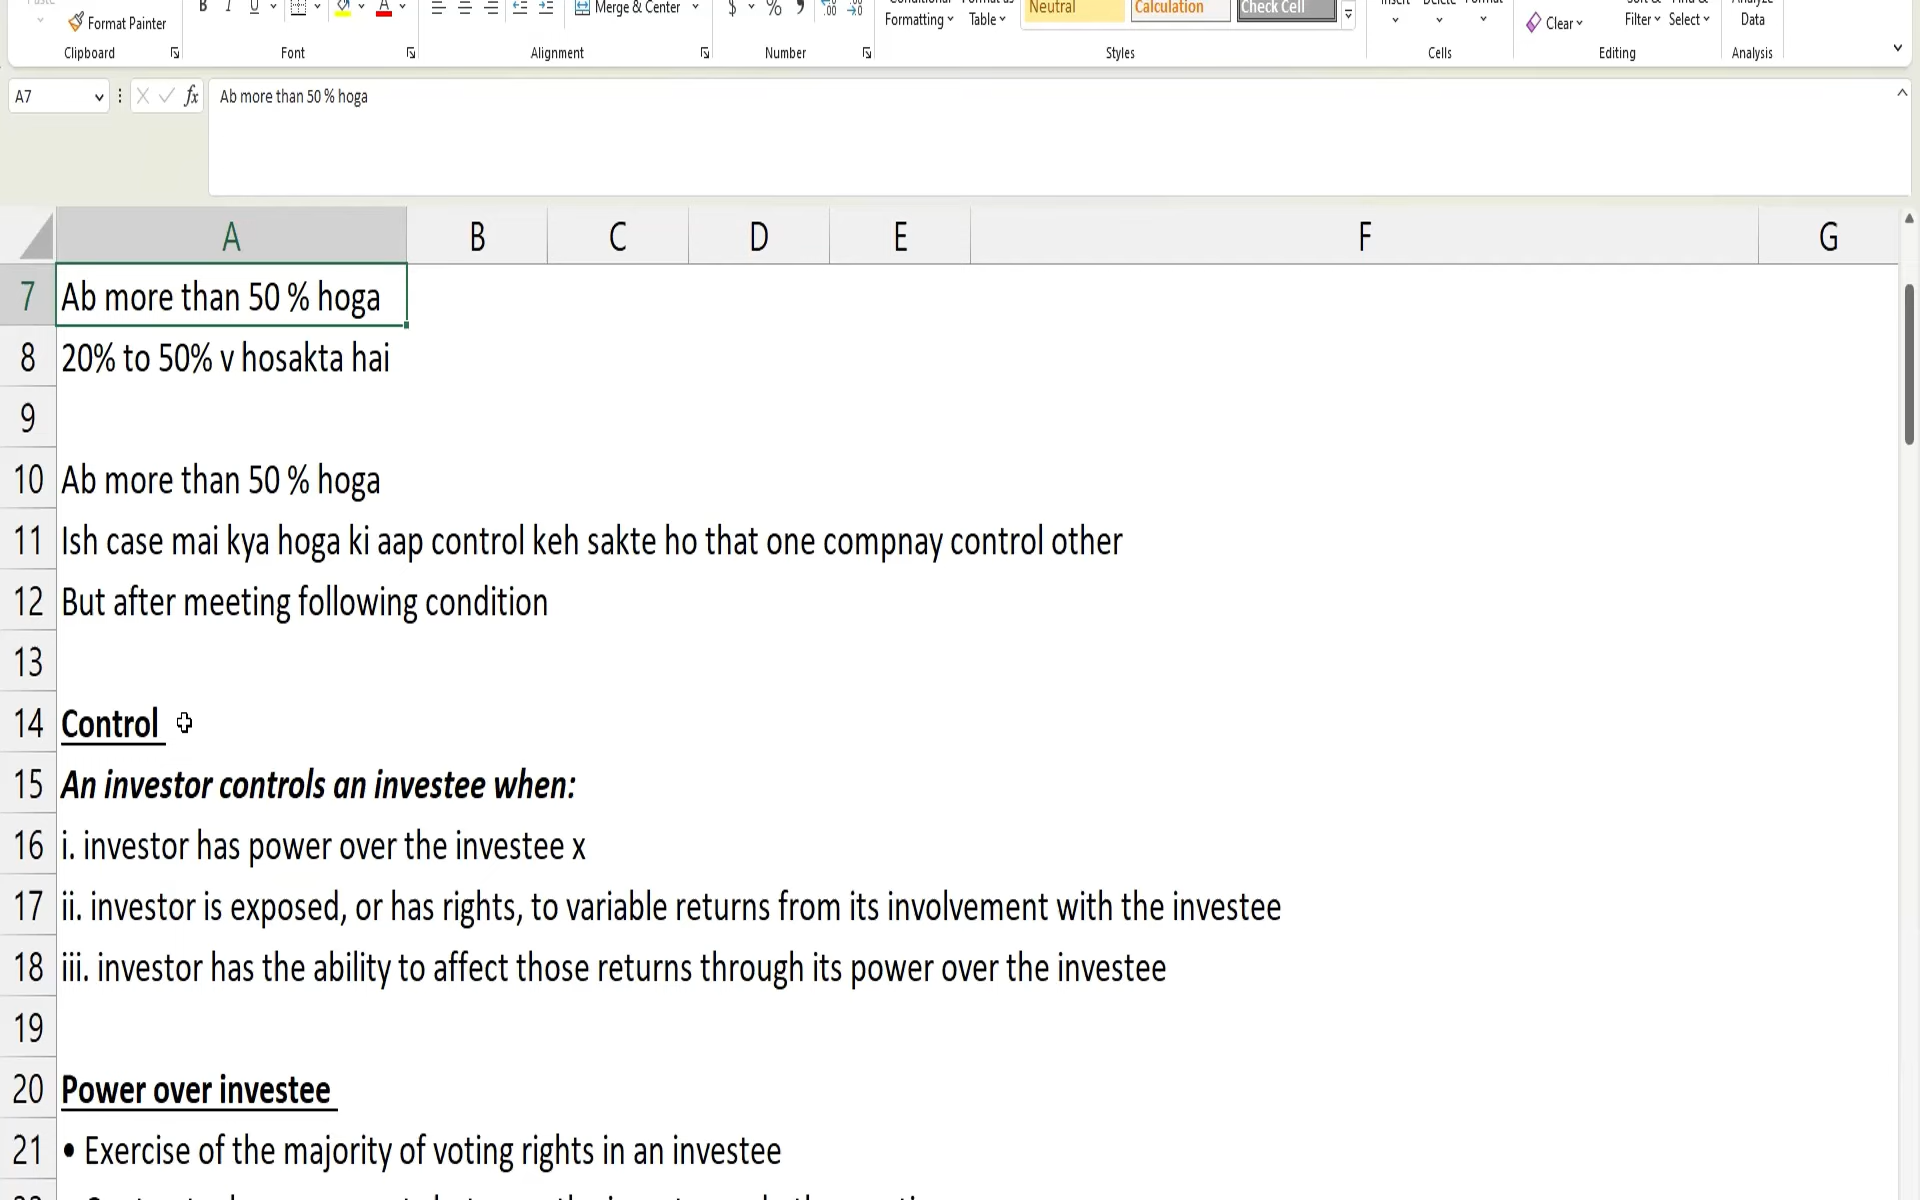 Format Painter
B I U A
Merge & Center
$ % ,
Formatting
Table
Neutral
Calculation
Check Cell
Clear
Filter
Select
Data
Clipboard
Font
Alignment
Number
Styles
Cells
Editing
Analysis
A7
fx
Ab more than 50 % hoga
A B C D E F G
7 Ab more than 50 % hoga
8 20% to 50% v hosakta hai
9
10 Ab more than 50 % hoga
11 Ish case mai kya hoga ki aap control keh sakte ho that one compnay control other
12 But after meeting following condition
13
14 Control
15 An investor controls an investee when:
16 i. investor has power over the investee x
17 ii. investor is exposed, or has rights, to variable returns from its involvement with the investee
18 iii. investor has the ability to affect those returns through its power over the investee
19
20 Power over investee
21 • Exercise of the majority of voting rights in an investee